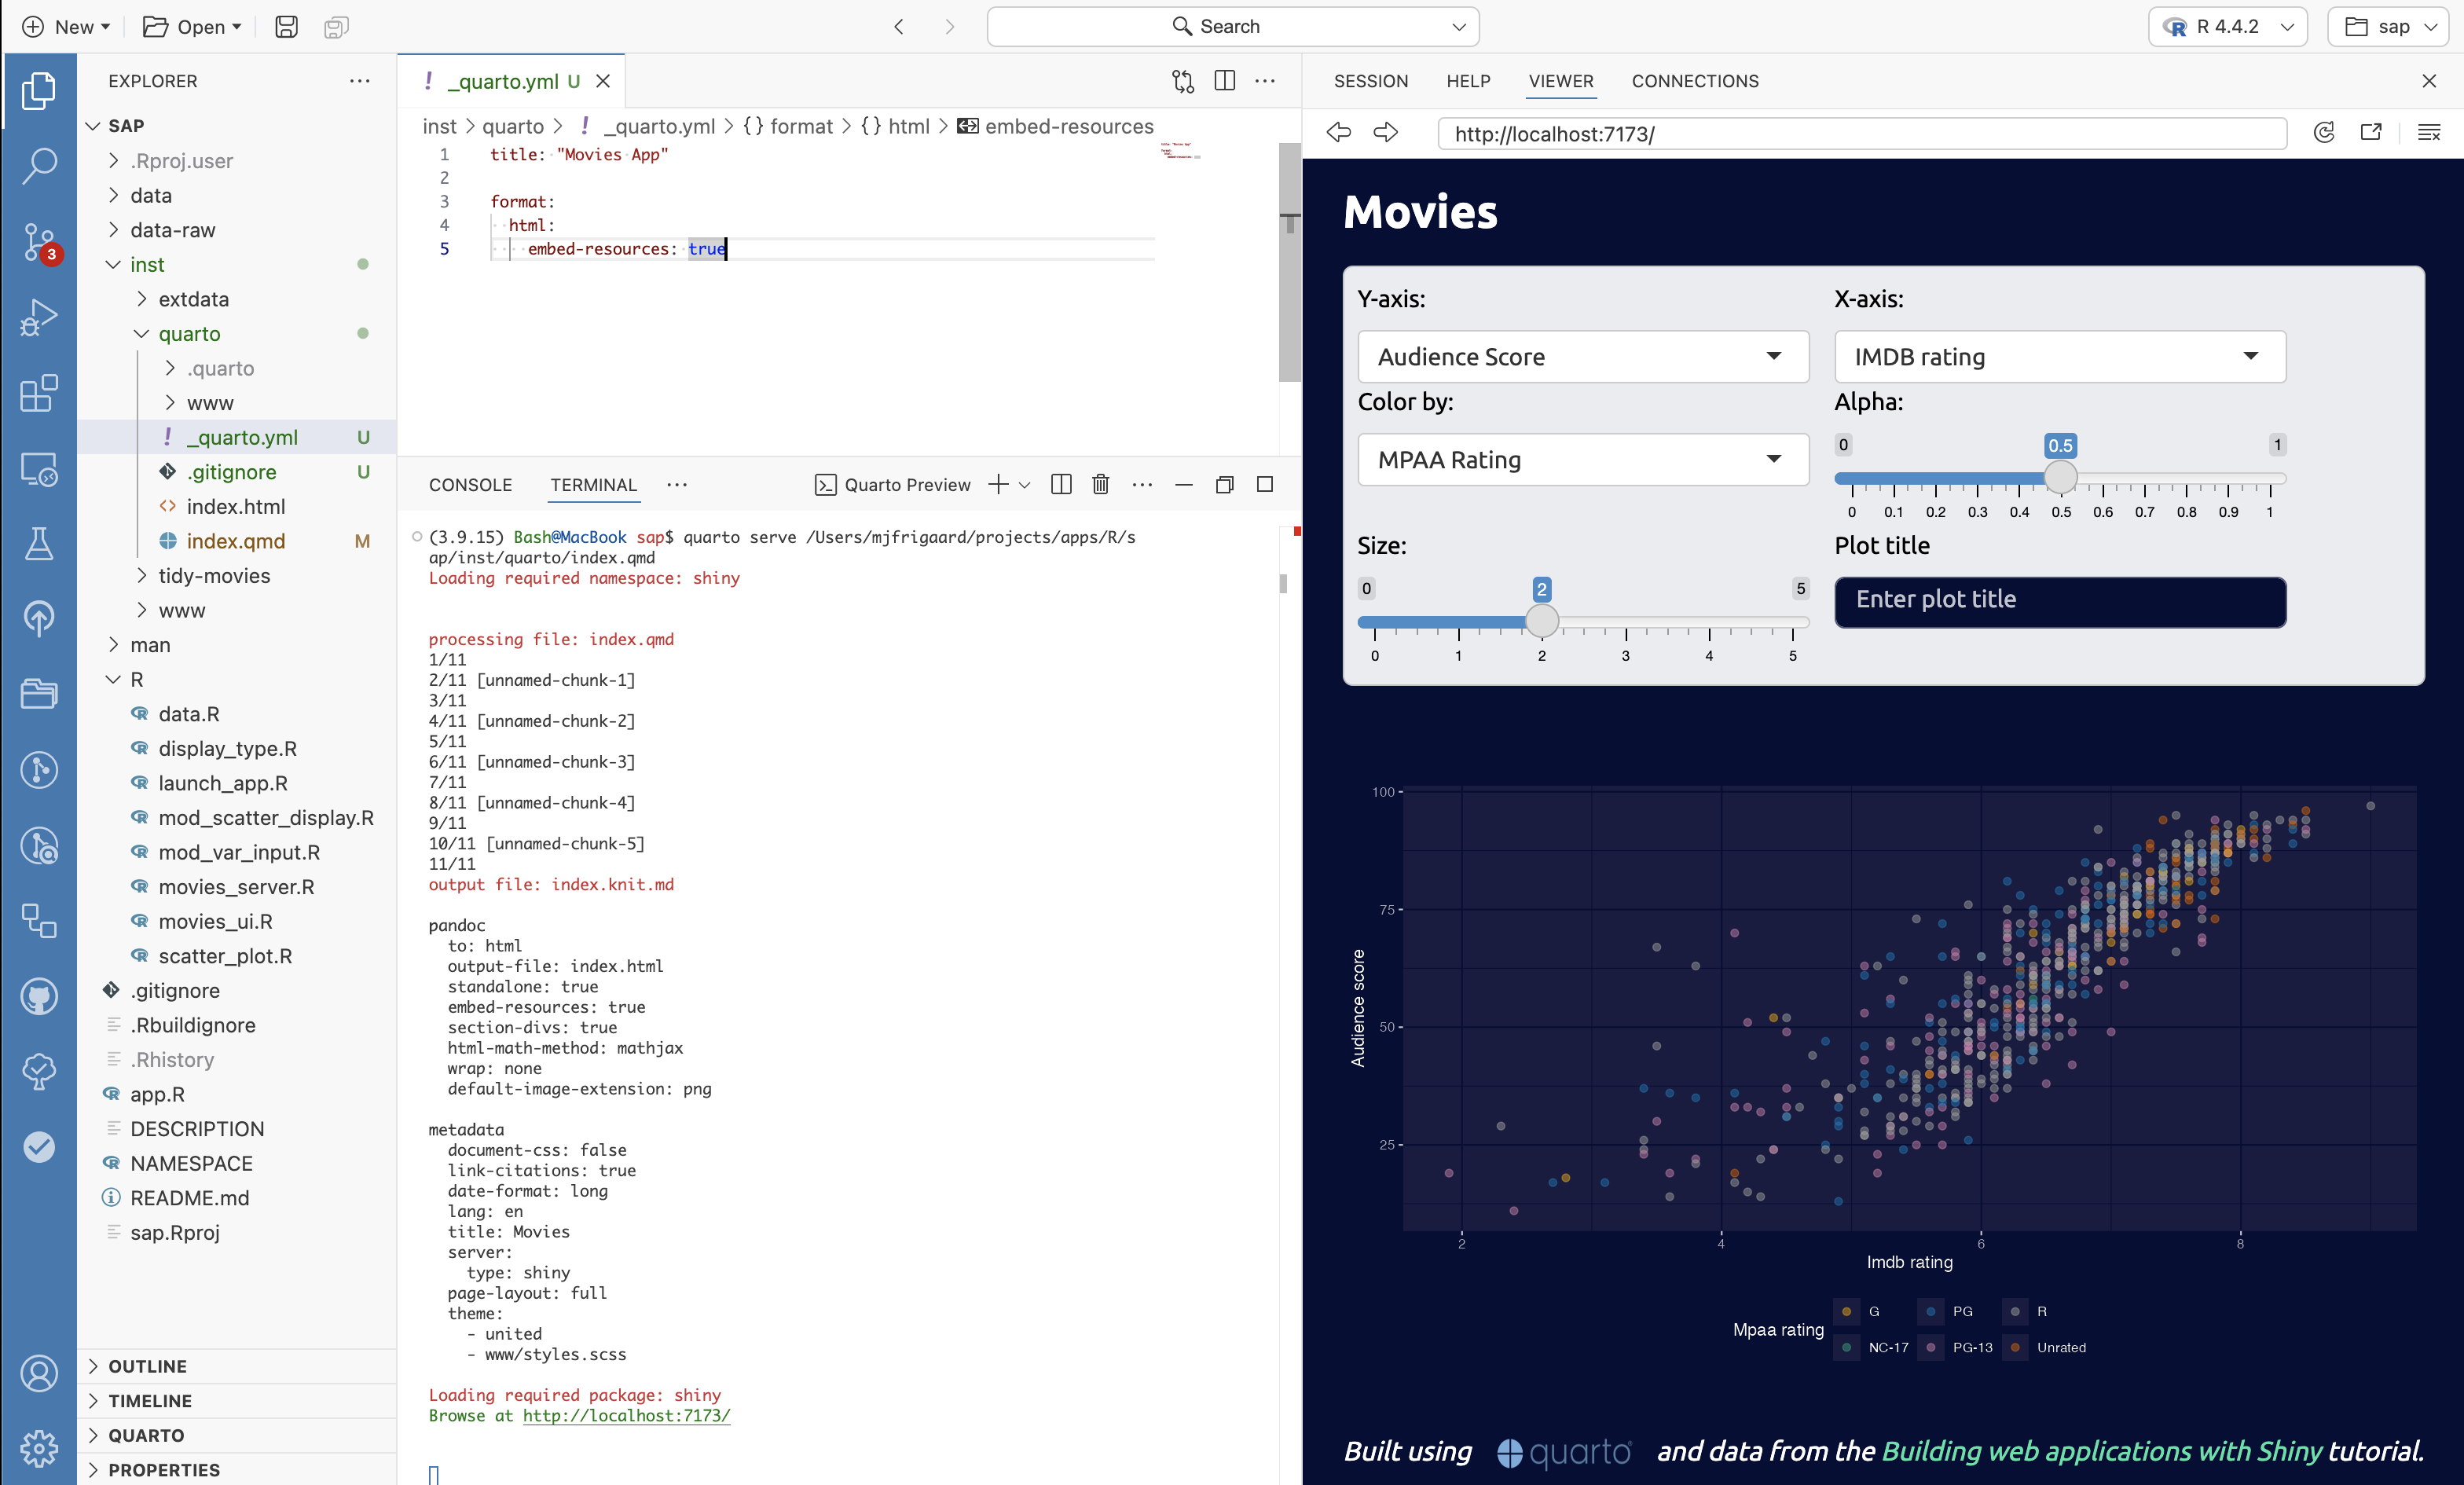 New
Open
Search
R 4.4.2
sap
EXPLORER
SAP
.Rproj.user
data
data-raw
inst
extdata
quarto
.quarto
www
_quarto.yml U
.gitignore U
index.html
index.qmd M
tidy-movies
www
man
R
data.R
display_type.R
launch_app.R
mod_scatter_display.R
mod_var_input.R
movies_server.R
movies_ui.R
scatter_plot.R
.gitignore
.Rbuildignore
.Rhistory
app.R
DESCRIPTION
NAMESPACE
README.md
sap.Rproj
OUTLINE
TIMELINE
QUARTO
PROPERTIES
3
! _quarto.yml U
inst > quarto > ! _quarto.yml > {} format > {} html > embed-resources
1 title: "Movies App"
2
3 format:
4 html:
5 embed-resources: true
CONSOLE TERMINAL Quarto Preview
(3.9.15) Bash@MacBook sap$ quarto serve /Users/mjfrigaard/projects/apps/R/s
ap/inst/quarto/index.qmd
Loading required namespace: shiny
processing file: index.qmd
1/11
2/11 [unnamed-chunk-1]
3/11
4/11 [unnamed-chunk-2]
5/11
6/11 [unnamed-chunk-3]
7/11
8/11 [unnamed-chunk-4]
9/11
10/11 [unnamed-chunk-5]
11/11
output file: index.knit.md
pandoc
to: html
output-file: index.html
standalone: true
embed-resources: true
section-divs: true
html-math-method: mathjax
wrap: none
default-image-extension: png
metadata
document-css: false
link-citations: true
date-format: long
lang: en
title: Movies
server:
type: shiny
page-layout: full
theme:
- united
- www/styles.scss
Loading required package: shiny
Browse at http://localhost:7173/
SESSION HELP VIEWER CONNECTIONS
http://localhost:7173/
Movies
Y-axis: X-axis:
Audience Score IMDB rating
Color by: Alpha:
MPAA Rating
0 0.5 1
0 0.1 0.2 0.3 0.4 0.5 0.6 0.7 0.8 0.9 1
Size: Plot title
0 2 5
Enter plot title
0 1 2 3 4 5
100
75
50
25
Audience score
2 4 6 8
Imdb rating
Mpaa rating
G PG R
NC-17 PG-13 Unrated
Built using quarto and data from the Building web applications with Shiny tutorial.